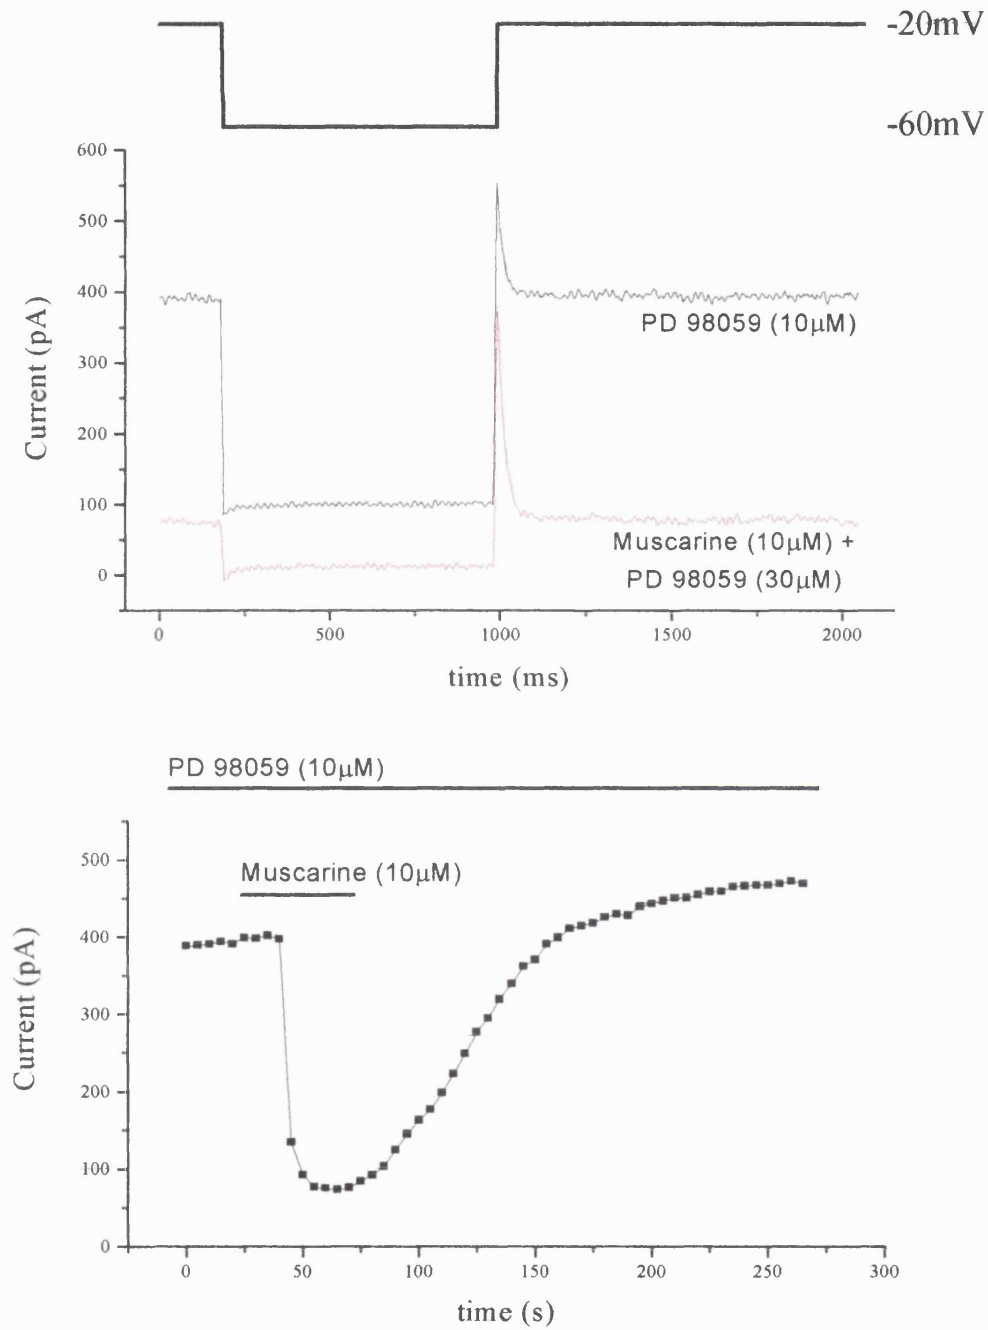 -20mV
-60mV
600
500
400
300
200
100
0
Current (pA)
PD 98059 (10μM)
Muscarine (10μM) +
PD 98059 (30μM)
0 500 1000 1500 2000
time (ms)
PD 98059 (10μM)
Muscarine (10μM)
500
400
300
200
100
0
Current (pA)
0 50 100 150 200 250 300
time (s)